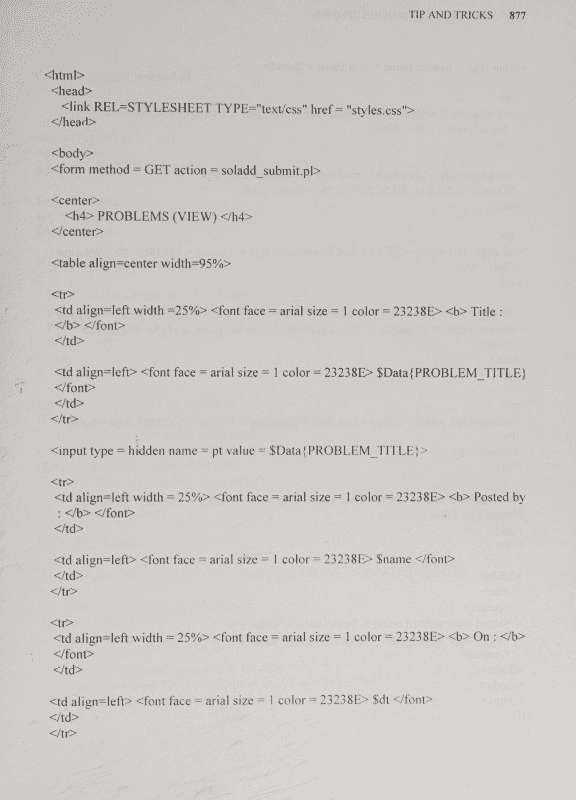 TIP AND TRICKS 877
<html>
<head>
<link REL=STYLESHEET TYPE="text/css" href = "styles.css">
</head>
<body>
<form method = GET action = soladd_submit.pl>
<center>
<h4> PROBLEMS (VIEW) </h4>
</center>
<table align=center width=95%>
<tr>
<td align=left width =25%> <font face = arial size = 1 color = 23238E> <b> Title :
</b> </font>
</td>
<td align=left> <font face = arial size = 1 color = 23238E> $Data{PROBLEM_TITLE}
</font>
</td>
</tr>
<input type = hidden name = pt value = $Data{PROBLEM_TITLE}>
<tr>
<td align=left width = 25%> <font face = arial size = 1 color = 23238E> <b> Posted by
: </b> </font>
</td>
<td align=left> <font face = arial size = 1 color = 23238E> $name </font>
</td>
</tr>
<tr>
<td align=left width = 25%> <font face = arial size = 1 color = 23238E> <b> On : </b>
</font>
</td>
<td align=left> <font face = arial size = 1 color = 23238E> $dt </font>
</td>
</tr>